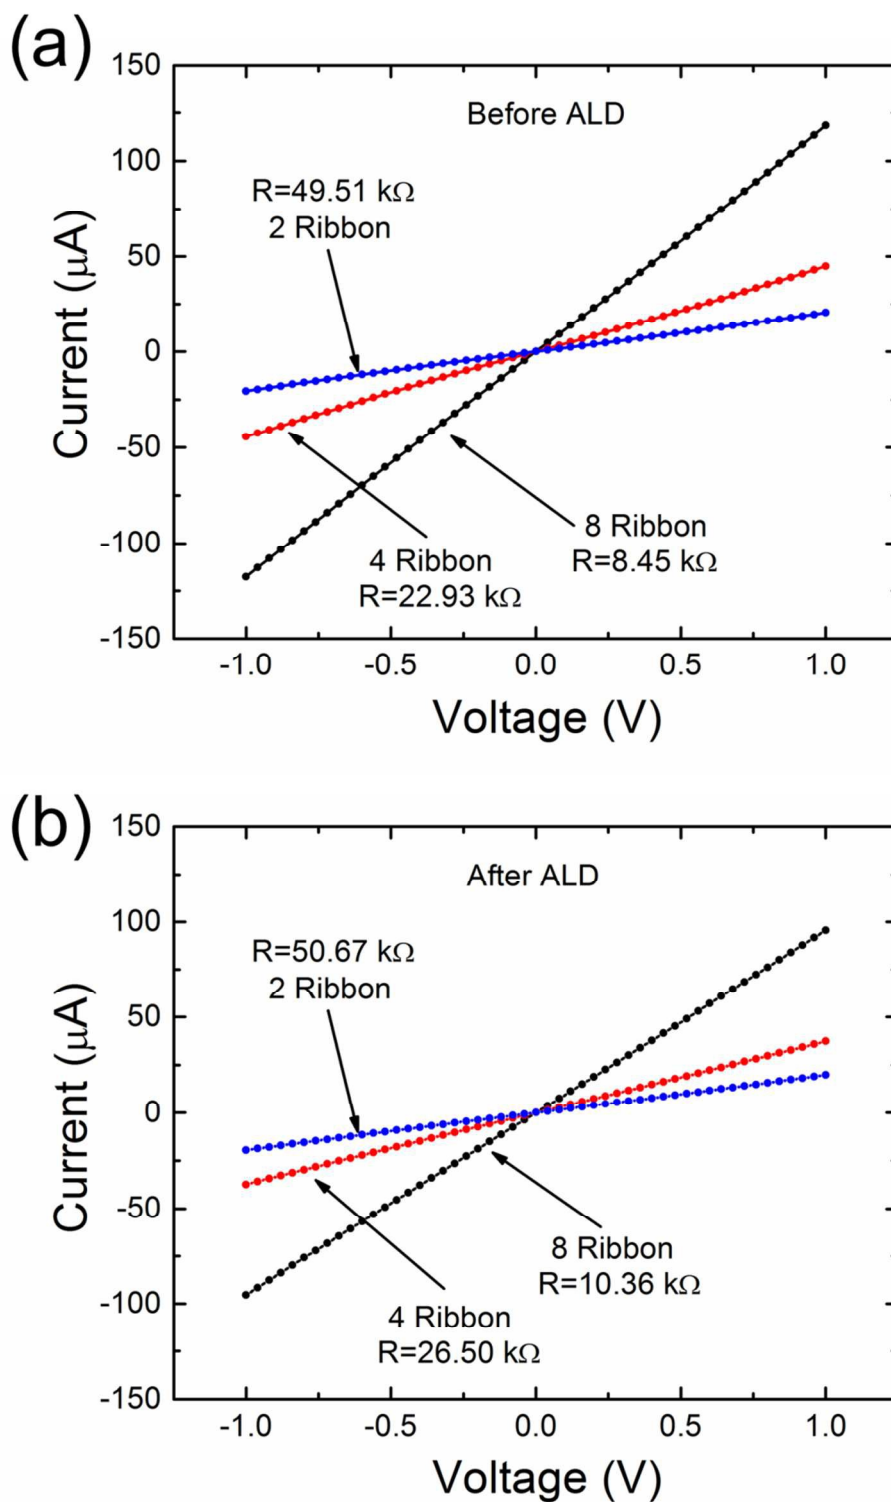 (a)
150
100
50
0
-50
-100
-150
Current (μA)
Before ALD
R=49.51 kΩ
2 Ribbon
8 Ribbon
R=8.45 kΩ
4 Ribbon
R=22.93 kΩ
-1.0 -0.5 0.0 0.5 1.0
Voltage (V)
(b)
150
100
50
0
-50
-100
-150
Current (μA)
After ALD
R=50.67 kΩ
2 Ribbon
8 Ribbon
R=10.36 kΩ
4 Ribbon
R=26.50 kΩ
-1.0 -0.5 0.0 0.5 1.0
Voltage (V)